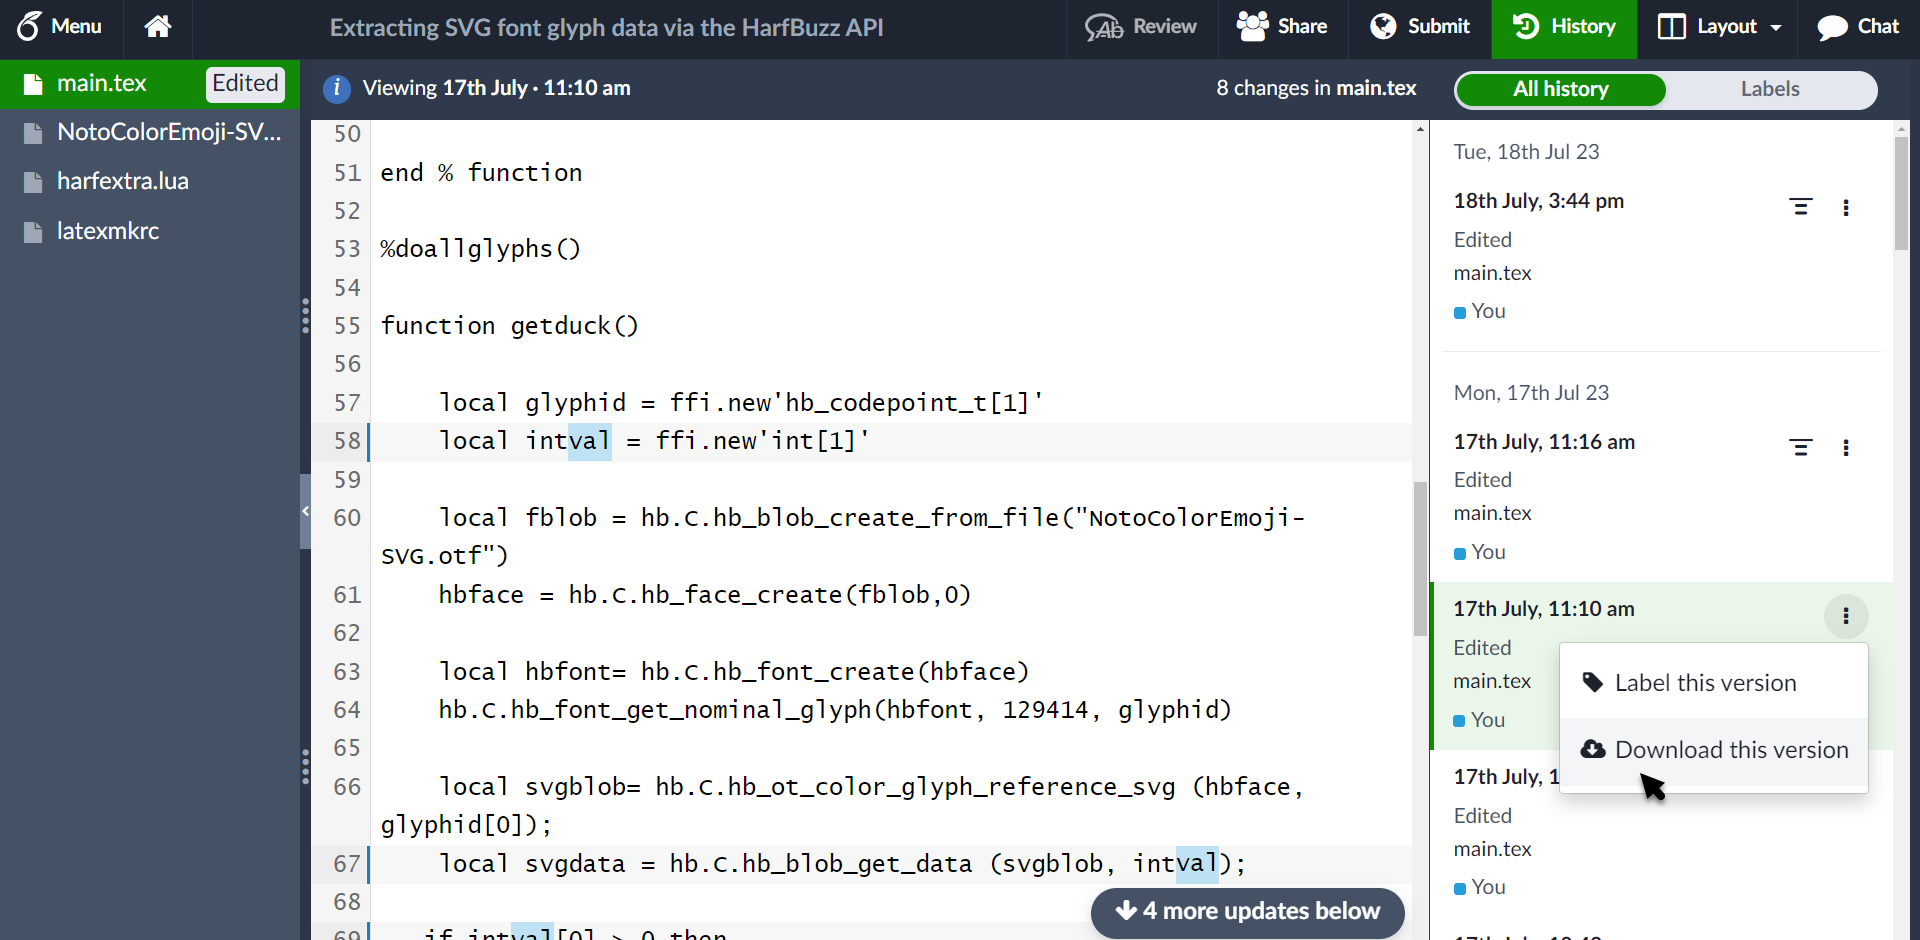 Menu
Extracting SVG font glyph data via the HarfBuzz API
Review
Share
Submit
History
Layout
Chat
main.tex
Edited
NotoColorEmoji-SV...
harfextra.lua
latexmkrc
i Viewing 17th July · 11:10 am
8 changes in main.tex
All history
Labels
50
51 end % function
52
53 %doallglyphs()
54
55 function getduck()
56
57 local glyphid = ffi.new'hb_codepoint_t[1]'
58 local intval = ffi.new'int[1]'
59
60 local fblob = hb.C.hb_blob_create_from_file("NotoColorEmoji-
SVG.otf")
61 hbface = hb.C.hb_face_create(fblob,0)
62
63 local hbfont= hb.C.hb_font_create(hbface)
64 hb.C.hb_font_get_nominal_glyph(hbfont, 129414, glyphid)
65
66 local svgblob= hb.C.hb_ot_color_glyph_reference_svg (hbface,
glyphid[0]);
67 local svgdata = hb.C.hb_blob_get_data (svgblob, intval);
68
69 if intval[0] > 0 then
4 more updates below
Tue, 18th Jul 23
18th July, 3:44 pm
Edited
main.tex
You
Mon, 17th Jul 23
17th July, 11:16 am
Edited
main.tex
You
17th July, 11:10 am
Edited
main.tex
You
Label this version
Download this version
17th July, 1
Edited
main.tex
You